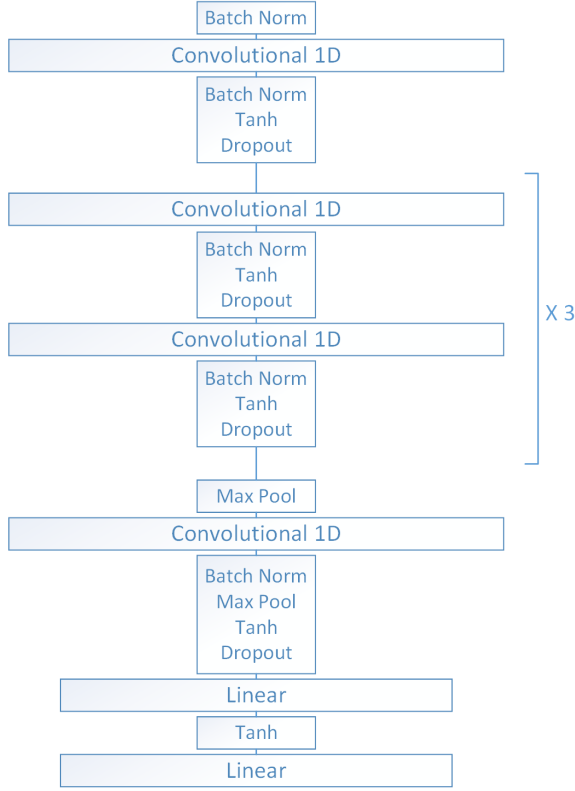 Batch Norm
Convolutional 1D
Batch Norm
Tanh
Dropout
Convolutional 1D
Batch Norm
Tanh
Dropout
X 3
Convolutional 1D
Batch Norm
Tanh
Dropout
Max Pool
Convolutional 1D
Batch Norm
Max Pool
Tanh
Dropout
Linear
Tanh
Linear